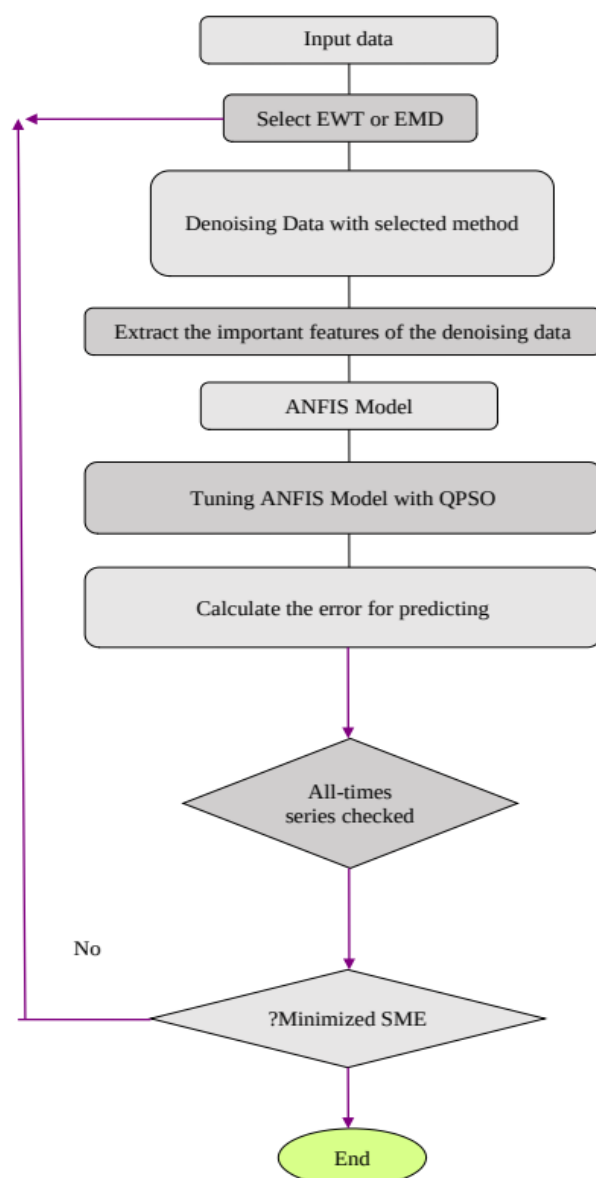 Input data
Select EWT or EMD
Denoising Data with selected method
Extract the important features of the denoising data
ANFIS Model
Tuning ANFIS Model with QPSO
Calculate the error for predicting
All-times
series checked
No
?Minimized SME
End